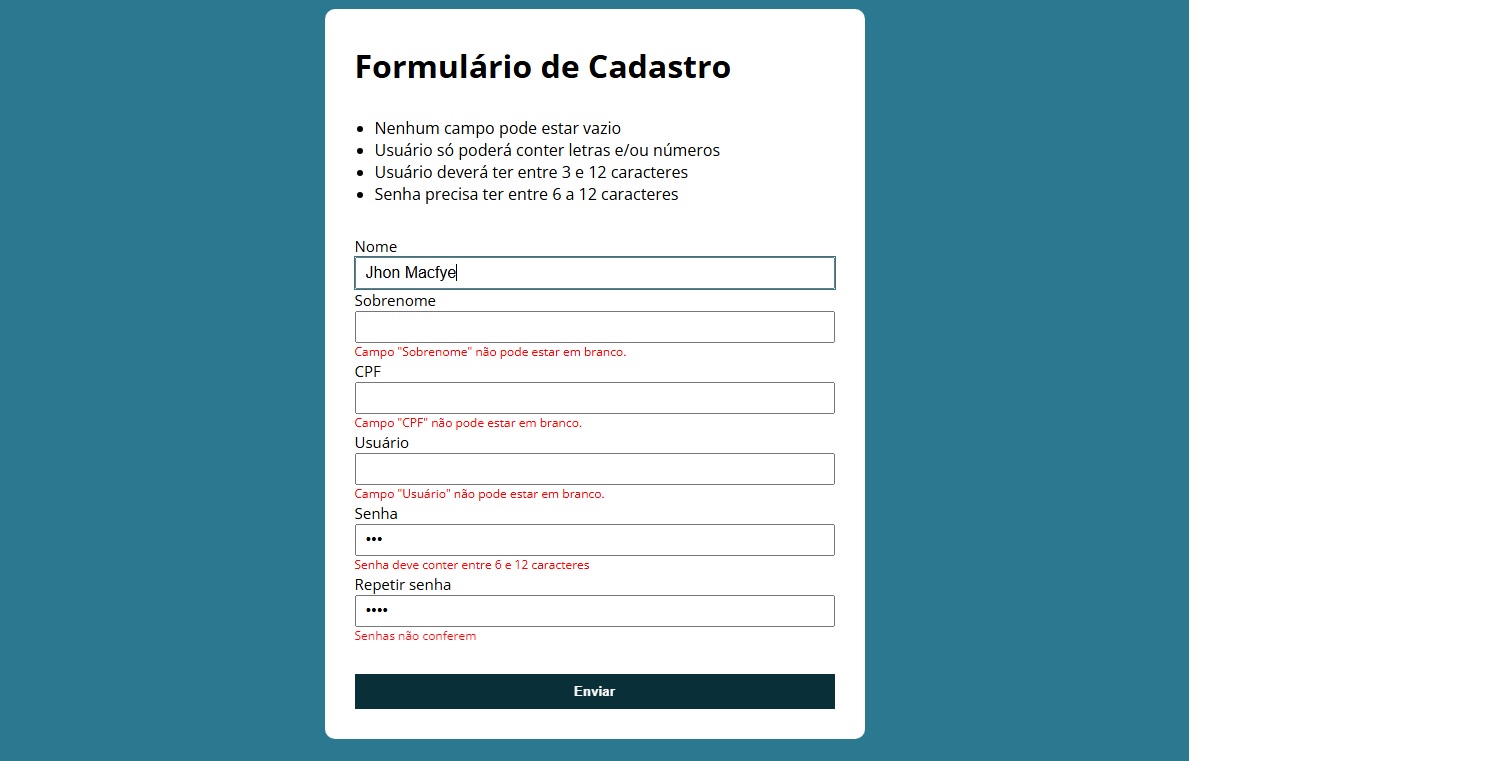 Formulário de Cadastro
• Nenhum campo pode estar vazio
• Usuário só poderá conter letras e/ou números
• Usuário deverá ter entre 3 e 12 caracteres
• Senha precisa ter entre 6 a 12 caracteres
Nome
Jhon Macfye
Sobrenome
Campo "Sobrenome" não pode estar em branco.
CPF
Campo "CPF" não pode estar em branco.
Usuário
Campo "Usuário" não pode estar em branco.
Senha
•••
Senha deve conter entre 6 e 12 caracteres
Repetir senha
••••
Senhas não conferem
Enviar